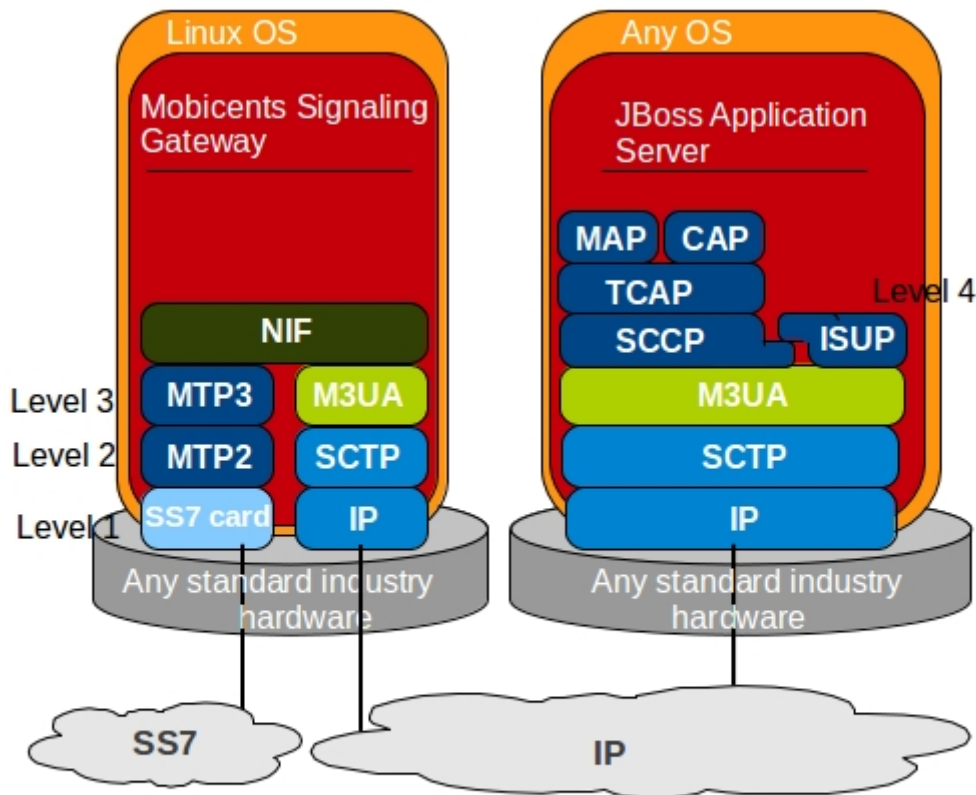 Linux OS
Mobicents Signaling
Gateway
NIF
Level 3
MTP3
M3UA
Level 2
MTP2
SCTP
Level 1
SS7 card
IP
Any standard industry
hardware
Any OS
JBoss Application
Server
MAP
CAP
TCAP
Level 4
SCCP
ISUP
M3UA
SCTP
IP
Any standard industry
hardware
SS7
IP